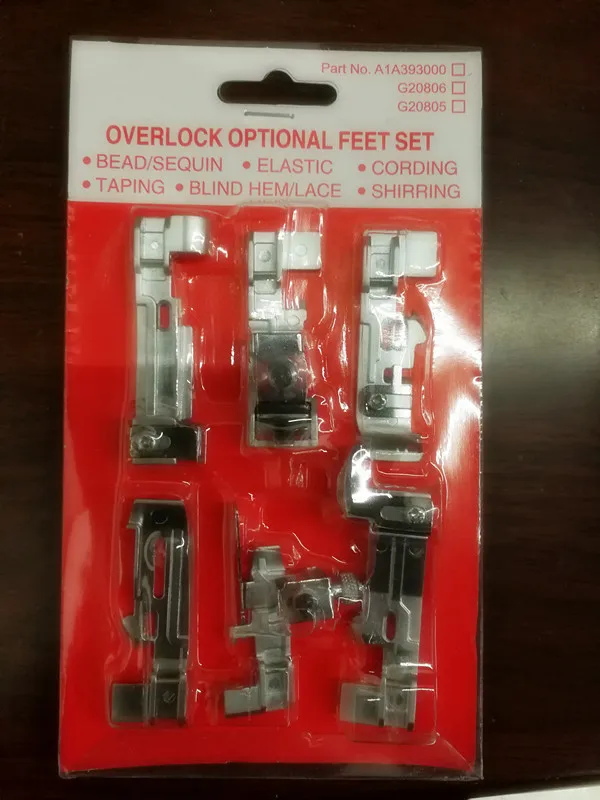 Part No. A1A393000 □
G20806 □
G20805 □
OVERLOCK OPTIONAL FEET SET
• BEAD/SEQUIN • ELASTIC • CORDING
• TAPING • BLIND HEM/LACE • SHIRRING